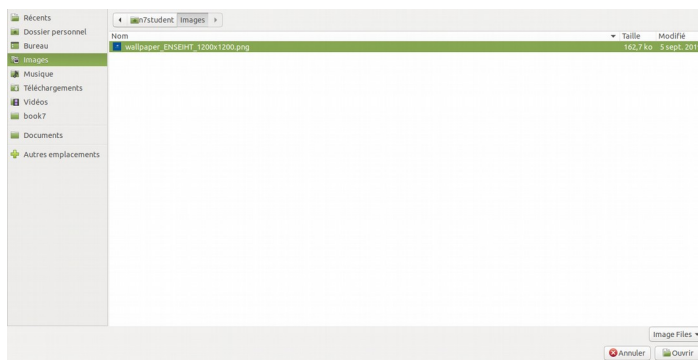 Récents
Dossier personnel
Bureau
Images
Musique
Téléchargements
Vidéos
book7
Documents
Autres emplacements
n7student Images
Nom Taille Modifié
wallpaper_ENSEIHT_1200x1200.png 162,7 ko 5 sept. 201
Image Files
Annuler Ouvrir